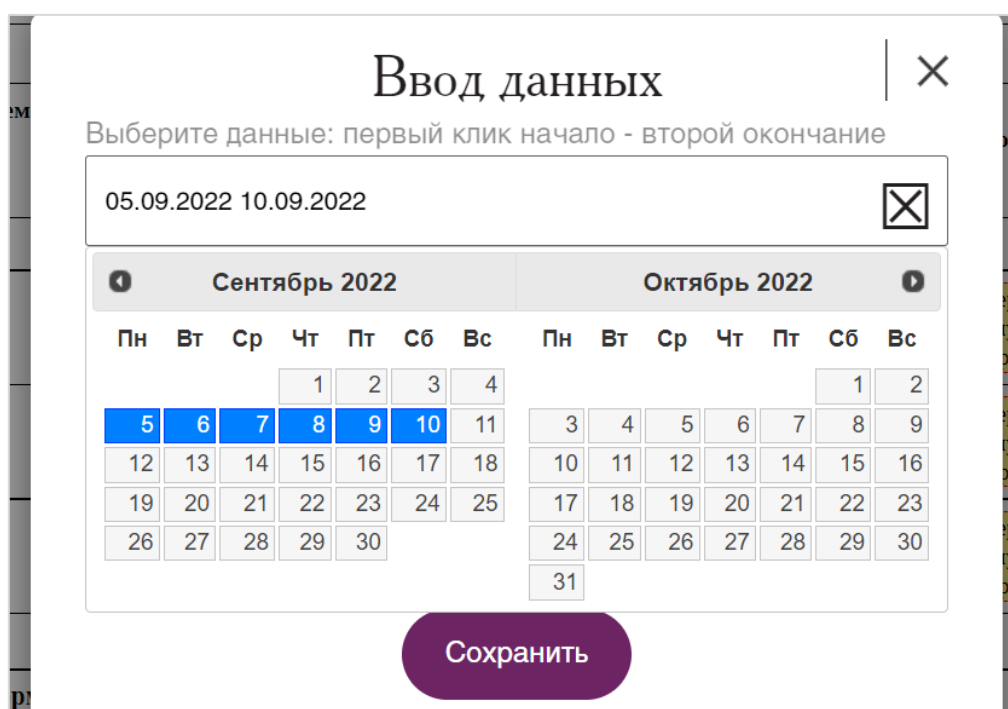 Ввод данных
Выберите данные: первый клик начало - второй окончание
05.09.2022 10.09.2022
Сентябрь 2022 Октябрь 2022
Пн Вт Ср Чт Пт Сб Вс Пн Вт Ср Чт Пт Сб Вс
1 2 3 4 1 2
5 6 7 8 9 10 11 3 4 5 6 7 8 9
12 13 14 15 16 17 18 10 11 12 13 14 15 16
19 20 21 22 23 24 25 17 18 19 20 21 22 23
26 27 28 29 30 24 25 26 27 28 29 30
31
Сохранить